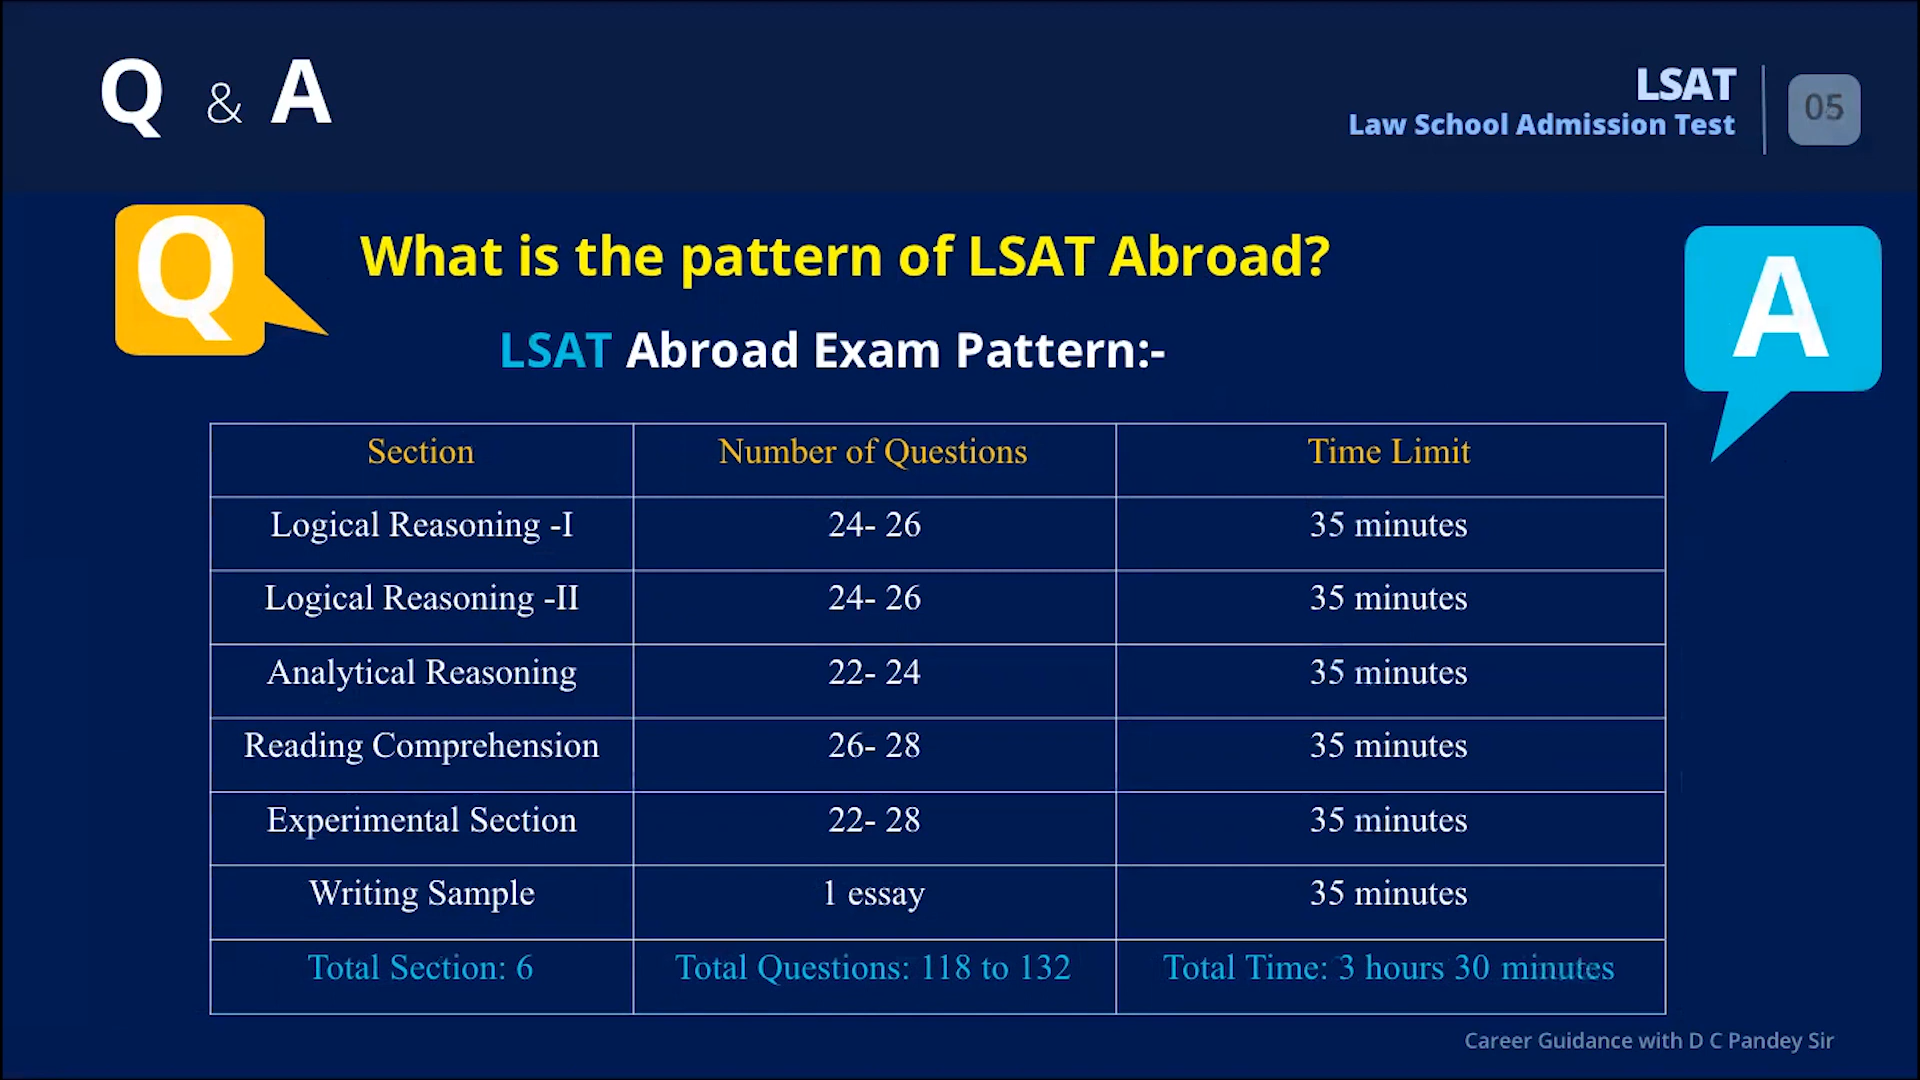 Q & A
LSAT
Law School Admission Test
05
Q
What is the pattern of LSAT Abroad?
A
LSAT Abroad Exam Pattern:-
Section Number of Questions Time Limit
Logical Reasoning -I 24- 26 35 minutes
Logical Reasoning -II 24- 26 35 minutes
Analytical Reasoning 22- 24 35 minutes
Reading Comprehension 26- 28 35 minutes
Experimental Section 22- 28 35 minutes
Writing Sample 1 essay 35 minutes
Total Section: 6 Total Questions: 118 to 132 Total Time: 3 hours 30 minutes
Career Guidance with D C Pandey Sir